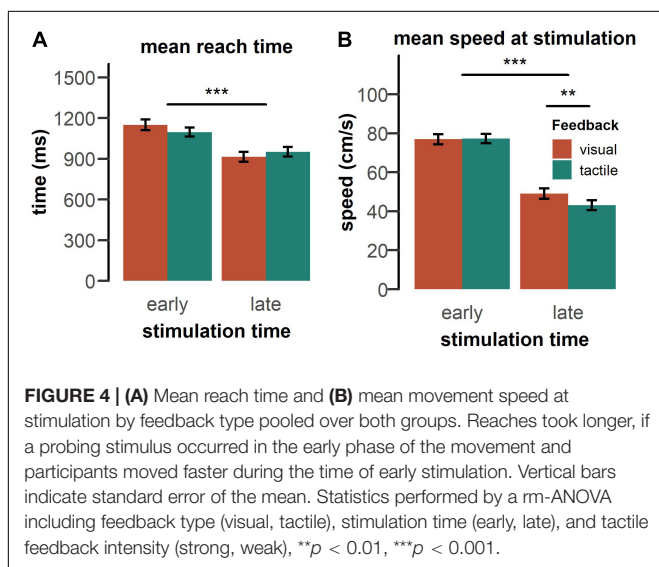 A
mean reach time
1500
1200
900
600
300
0
time (ms)
***
early
late
stimulation time
B
mean speed at stimulation
100
80
60
40
20
0
speed (cm/s)
***
**
Feedback
visual
tactile
early
late
stimulation time
FIGURE 4 | (A) Mean reach time and (B) mean movement speed at
stimulation by feedback type pooled over both groups. Reaches took longer, if
a probing stimulus occurred in the early phase of the movement and
participants moved faster during the time of early stimulation. Vertical bars
indicate standard error of the mean. Statistics performed by a rm-ANOVA
including feedback type (visual, tactile), stimulation time (early, late), and tactile
feedback intensity (strong, weak), **p < 0.01, ***p < 0.001.